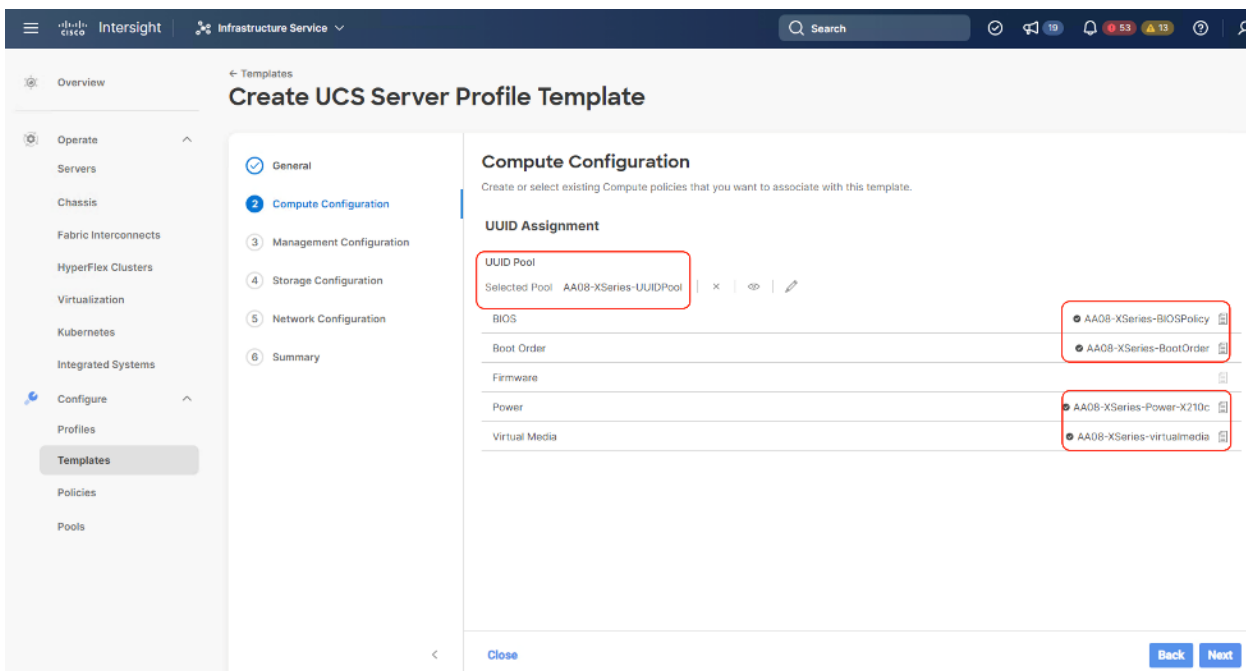 cisco Intersight Infrastructure Service Search 19 53 13
Overview
Operate
Servers
Chassis
Fabric Interconnects
HyperFlex Clusters
Virtualization
Kubernetes
Integrated Systems
Configure
Profiles
Templates
Policies
Pools
← Templates
Create UCS Server Profile Template
General
2 Compute Configuration
3 Management Configuration
4 Storage Configuration
5 Network Configuration
6 Summary
Compute Configuration
Create or select existing Compute policies that you want to associate with this template.
UUID Assignment
UUID Pool
Selected Pool AA08-XSeries-UUIDPool
BIOS AA08-XSeries-BIOSPolicy
Boot Order AA08-XSeries-BootOrder
Firmware
Power AA08-XSeries-Power-X210c
Virtual Media AA08-XSeries-virtualmedia
Close Back Next